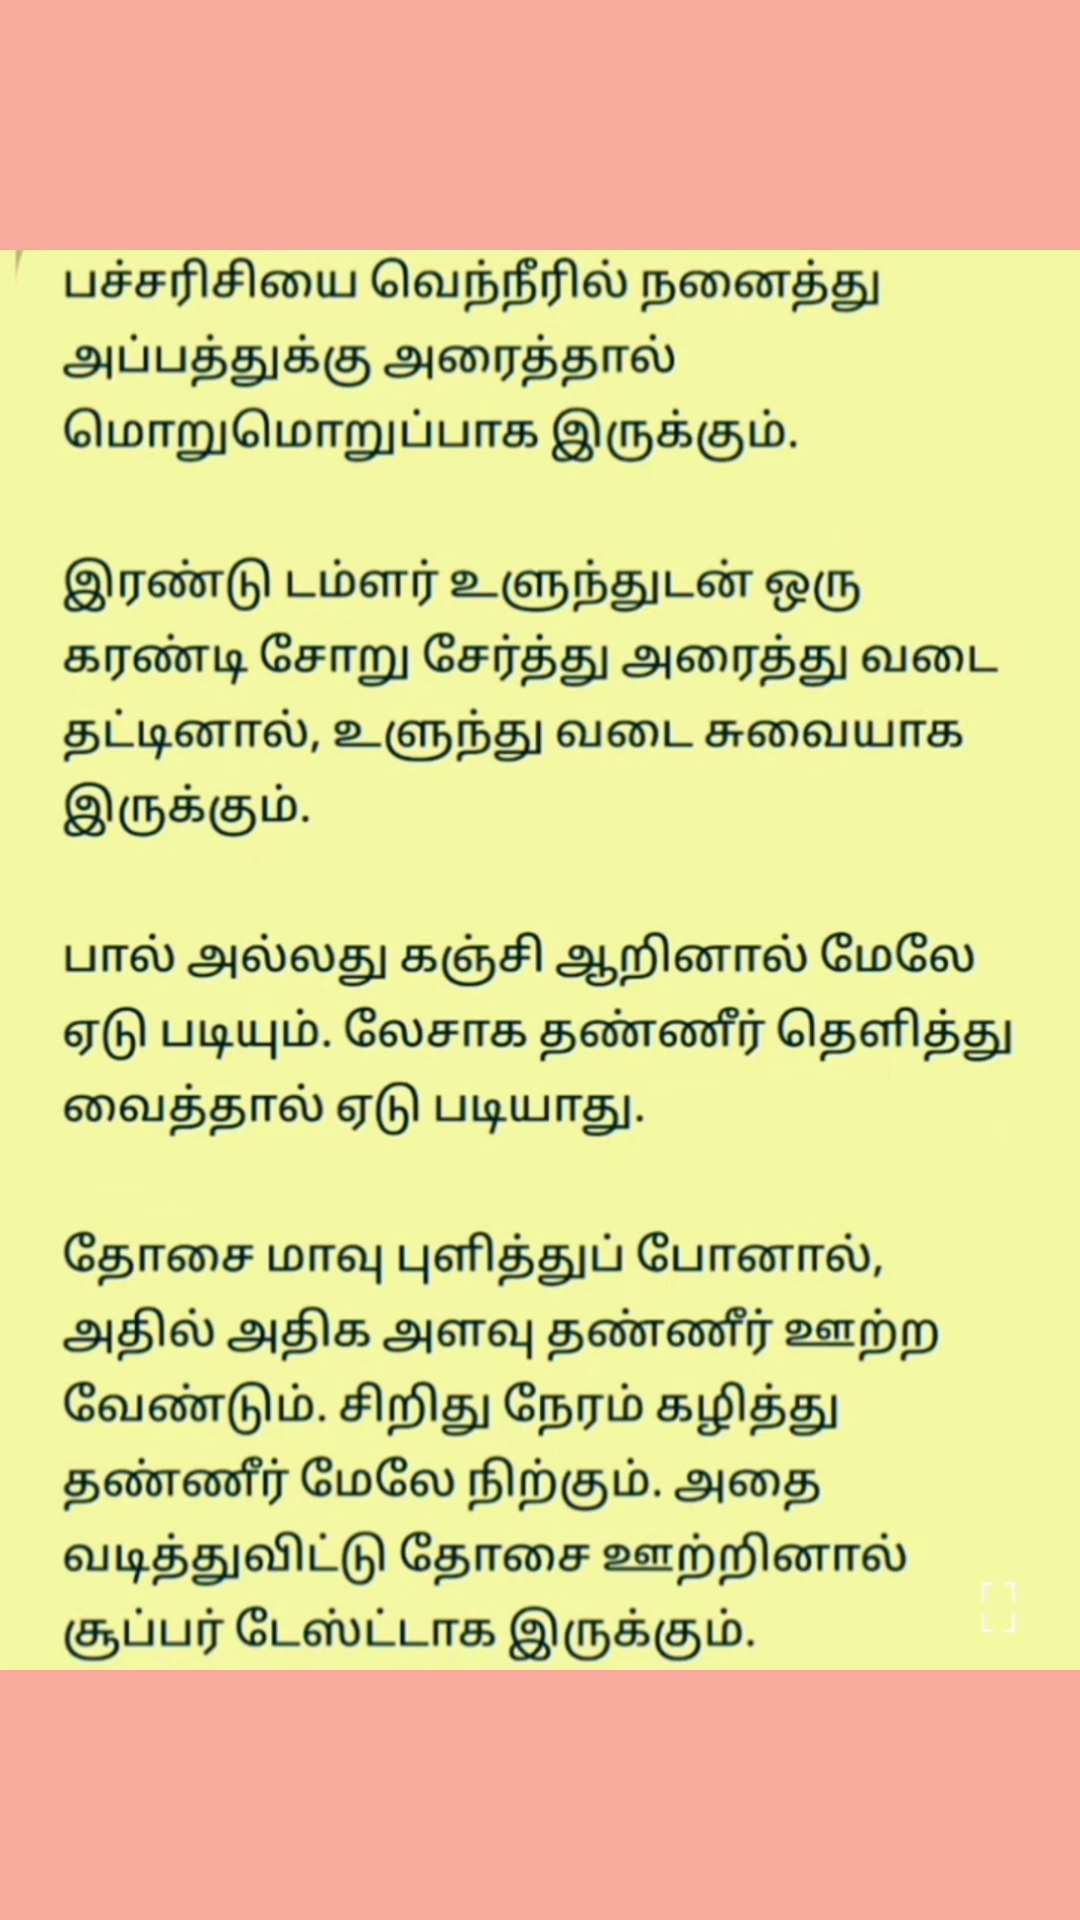 பச்சரிசியை வெந்நீரில் நனைத்து
அப்பத்துக்கு அரைத்தால்
மொறுமொறுப்பாக இருக்கும்.
இரண்டு டம்ளர் உளுந்துடன் ஒரு
கரண்டி சோறு சேர்த்து அரைத்து வடை
தட்டினால், உளுந்து வடை சுவையாக
இருக்கும்.
பால் அல்லது கஞ்சி ஆறினால் மேலே
ஏடு படியும். லேசாக தண்ணீர் தெளித்து
வைத்தால் ஏடு படியாது.
தோசை மாவு புளித்துப் போனால்,
அதில் அதிக அளவு தண்ணீர் ஊற்ற
வேண்டும். சிறிது நேரம் கழித்து
தண்ணீர் மேலே நிற்கும். அதை
வடித்துவிட்டு தோசை ஊற்றினால்
சூப்பர் டேஸ்ட்டாக இருக்கும்.